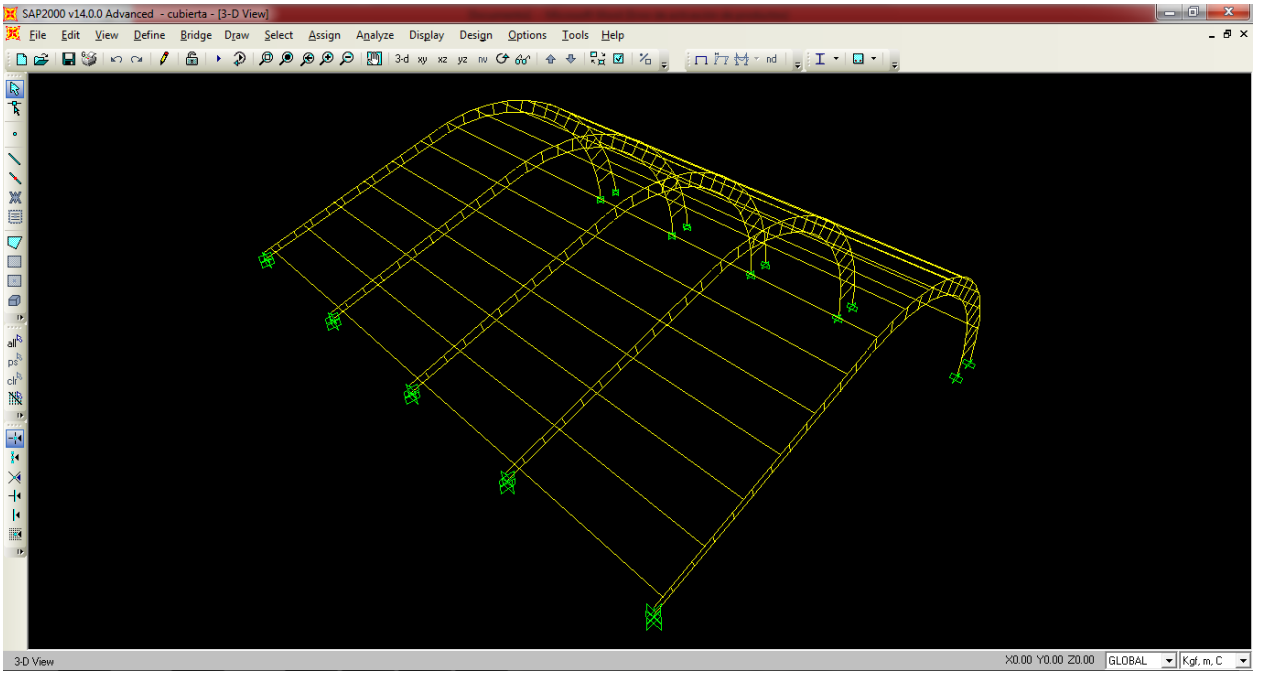 SAP2000 v14.0.0 Advanced - cubierta - [3-D View]
File Edit View Define Bridge Draw Select Assign Analyze Display Design Options Tools Help
3-d xy xz yz nv nd
all
ps
clr
3-D View X0.00 Y0.00 Z0.00 GLOBAL Kgf, m, C